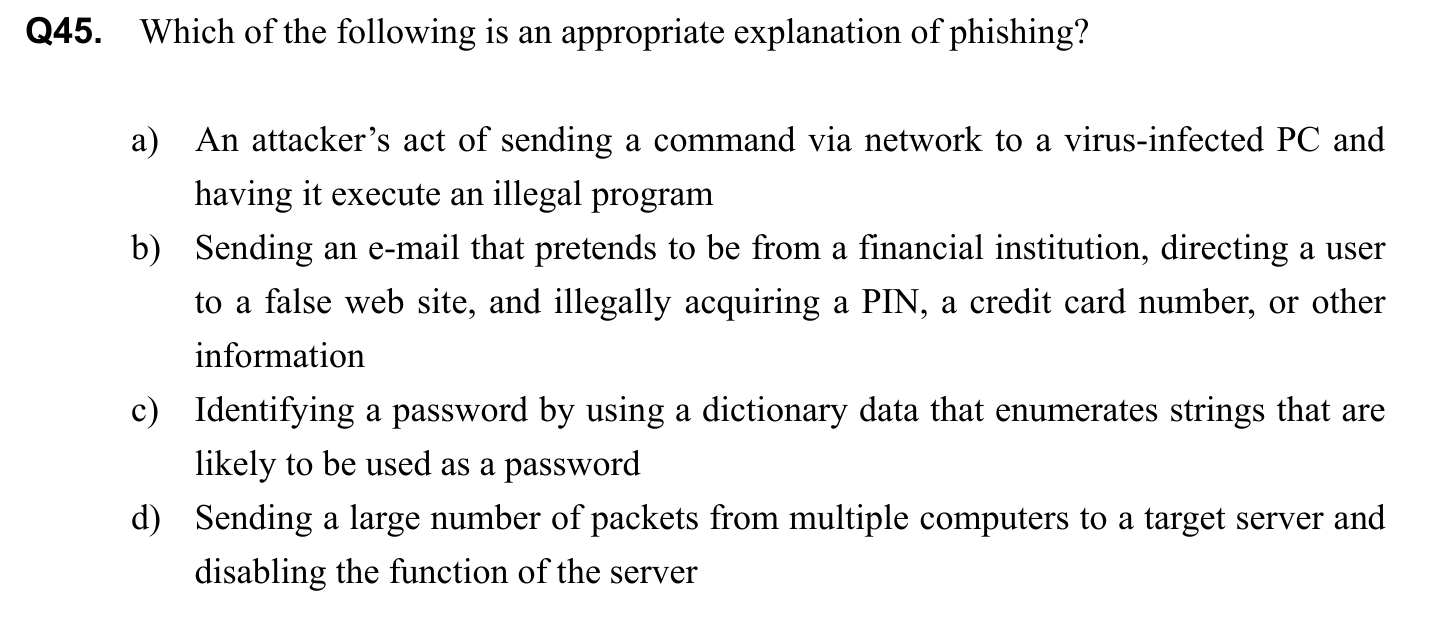 Q45. Which of the following is an appropriate explanation of phishing?
a) An attacker’s act of sending a command via network to a virus-infected PC and
having it execute an illegal program
b) Sending an e-mail that pretends to be from a financial institution, directing a user
to a false web site, and illegally acquiring a PIN, a credit card number, or other
information
c) Identifying a password by using a dictionary data that enumerates strings that are
likely to be used as a password
d) Sending a large number of packets from multiple computers to a target server and
disabling the function of the server